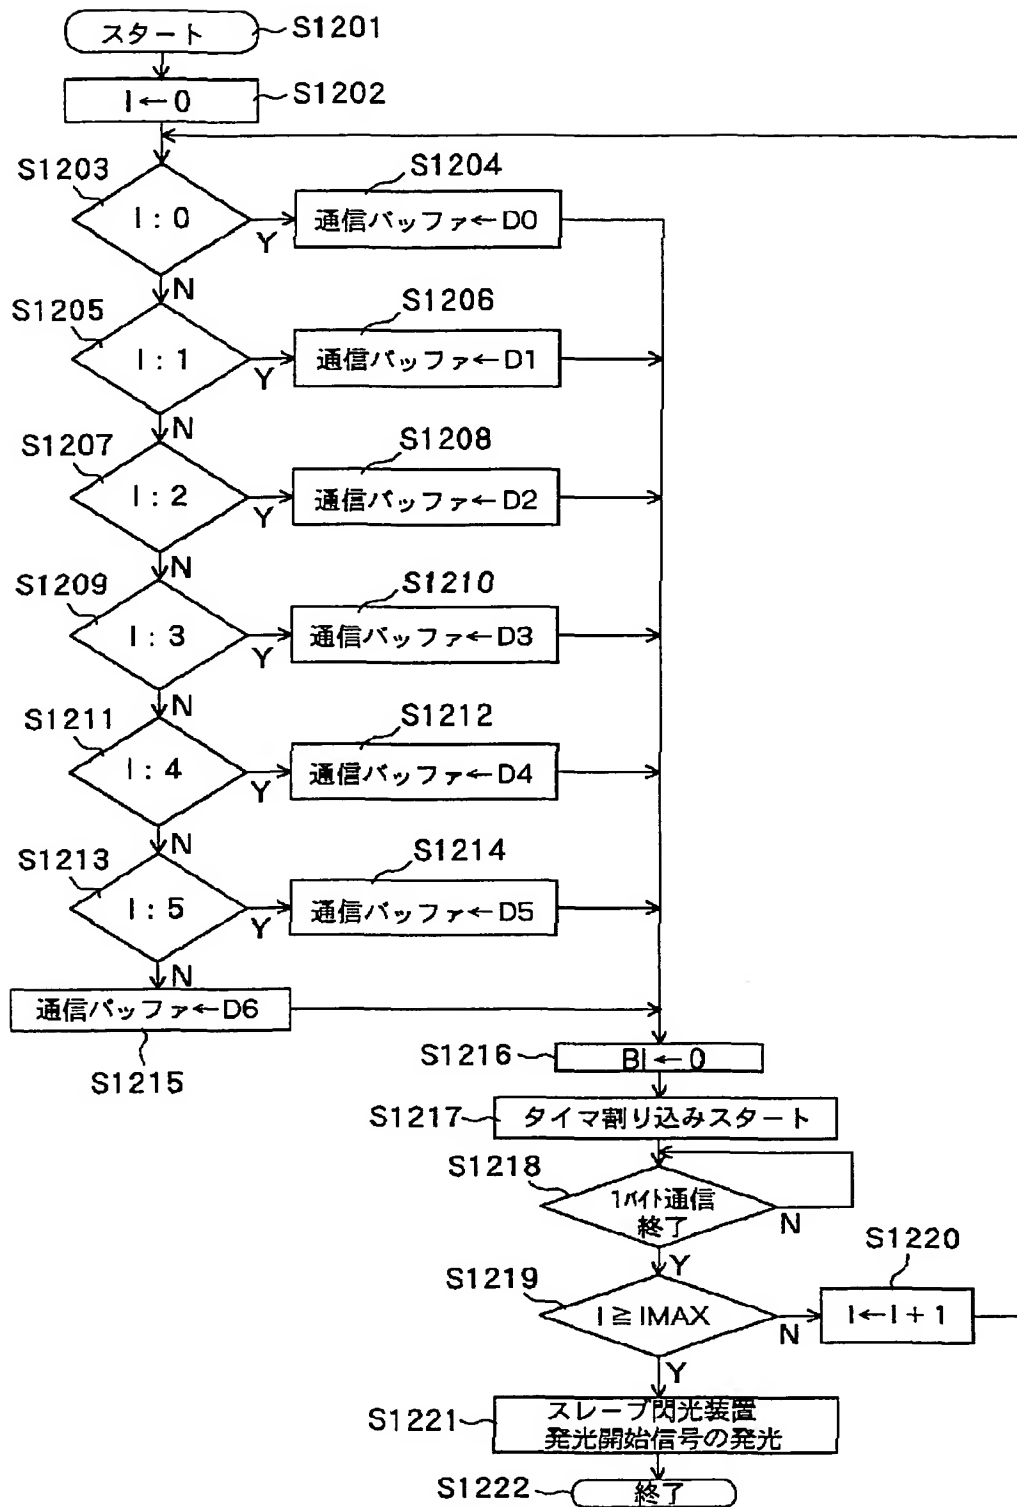 スタート
S1201
I←0
S1202
S1203
I : 0
Y
N
S1204
通信バッファ←D0
S1205
I : 1
Y
N
S1206
通信バッファ←D1
S1207
I : 2
Y
N
S1208
通信バッファ←D2
S1209
I : 3
Y
N
S1210
通信バッファ←D3
S1211
I : 4
Y
N
S1212
通信バッファ←D4
S1213
I : 5
Y
N
S1214
通信バッファ←D5
通信バッファ←D6
S1215
S1216
BI←0
S1217
タイマ割り込みスタート
S1218
1バイト通信
終了
N
Y
S1219
I≧IMAX
N
Y
S1220
I←I+1
S1221
スレーブ閃光装置
発光開始信号の発光
S1222
終了